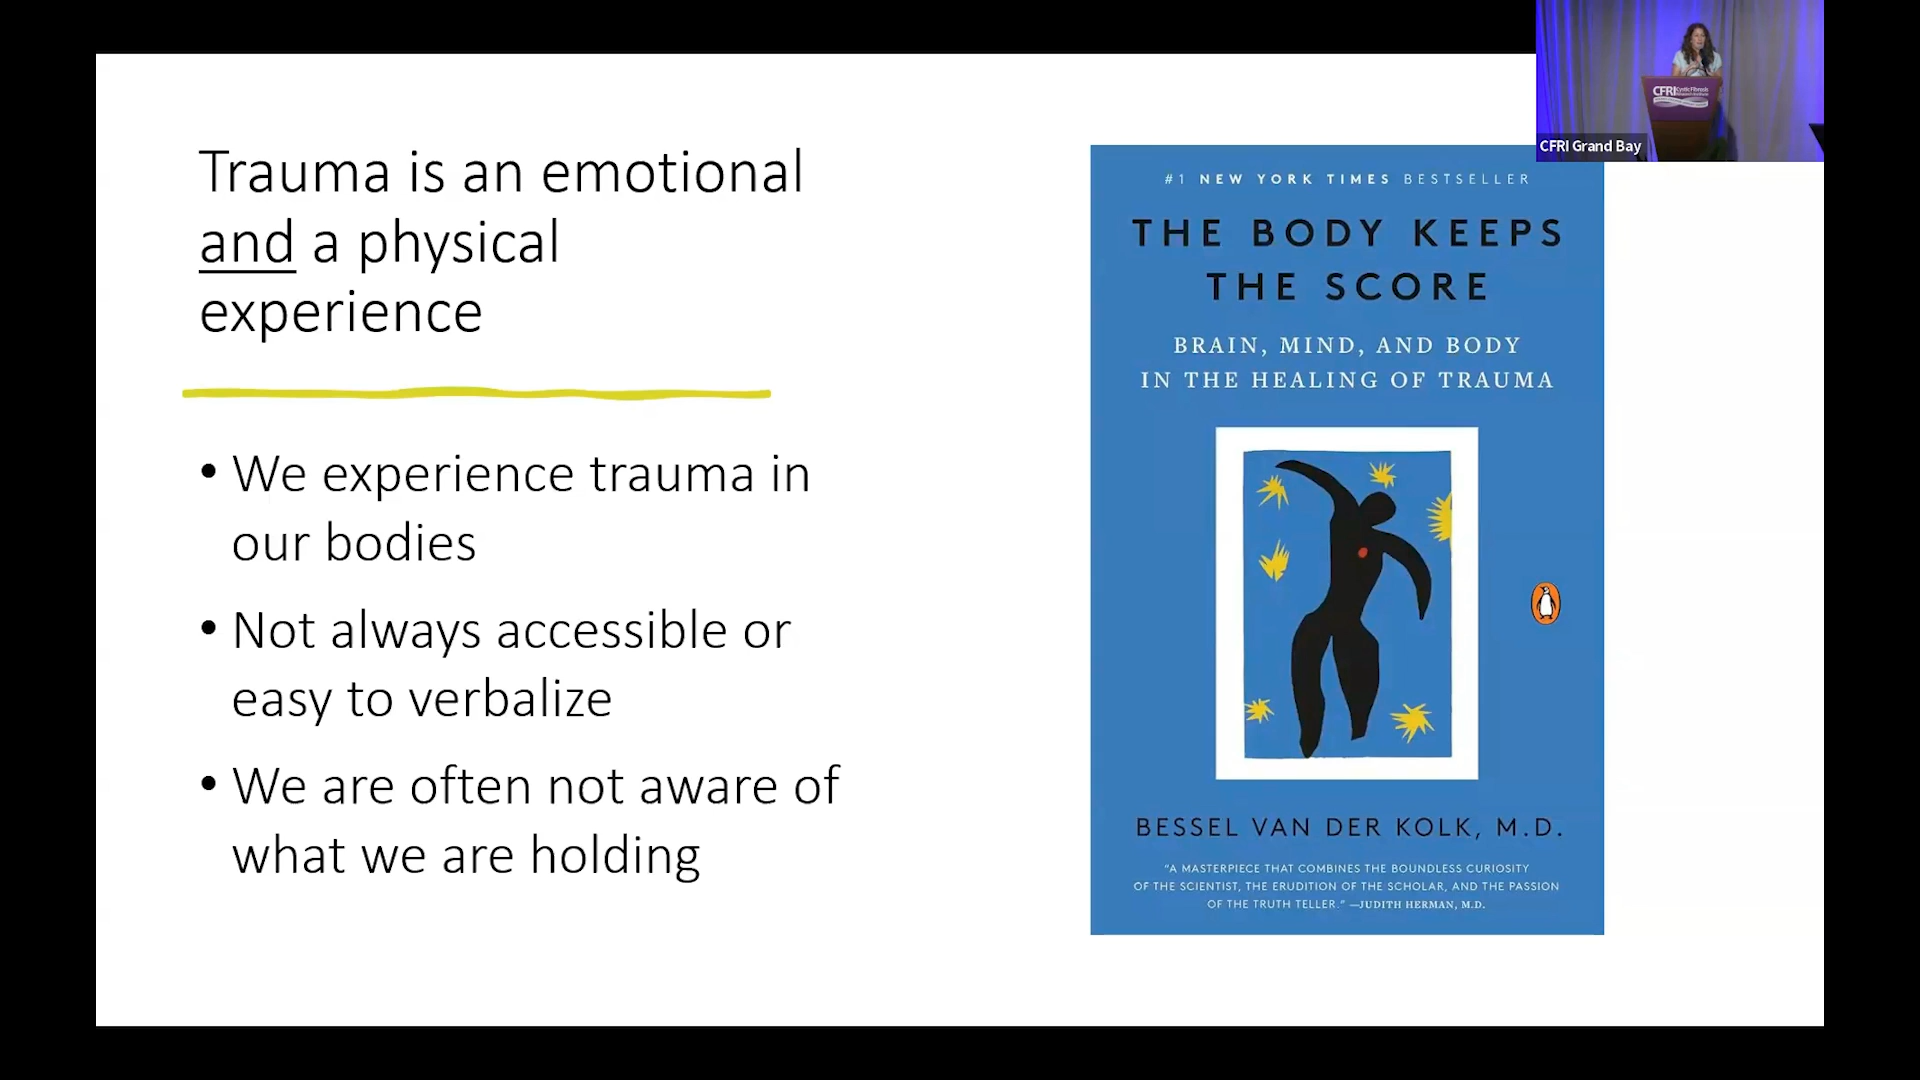 Trauma is an emotional
and a physical
experience
• We experience trauma in
our bodies
• Not always accessible or
easy to verbalize
• We are often not aware of
what we are holding
#1 NEW YORK TIMES BESTSELLER
THE BODY KEEPS
THE SCORE
BRAIN, MIND, AND BODY
IN THE HEALING OF TRAUMA
BESSEL VAN DER KOLK, M.D.
“A MASTERPIECE THAT COMBINES THE BOUNDLESS CURIOSITY
OF THE SCIENTIST, THE ERUDITION OF THE SCHOLAR, AND THE PASSION
OF THE TRUTH TELLER.” —JUDITH HERMAN, M.D.
CFRI Cystic Fibrosis
CFRI Grand Bay